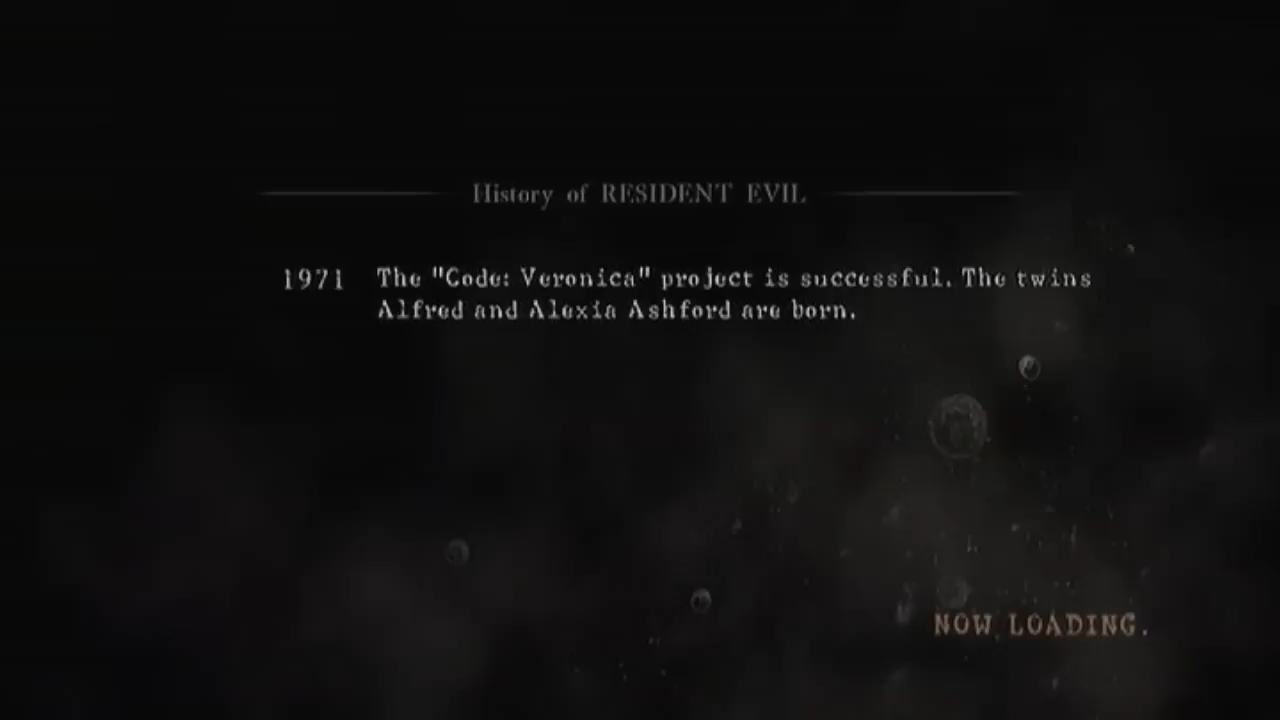 History of RESIDENT EVIL
1971 The "Code: Veronica" project is successful. The twins
Alfred and Alexia Ashford are born.
NOW LOADING.